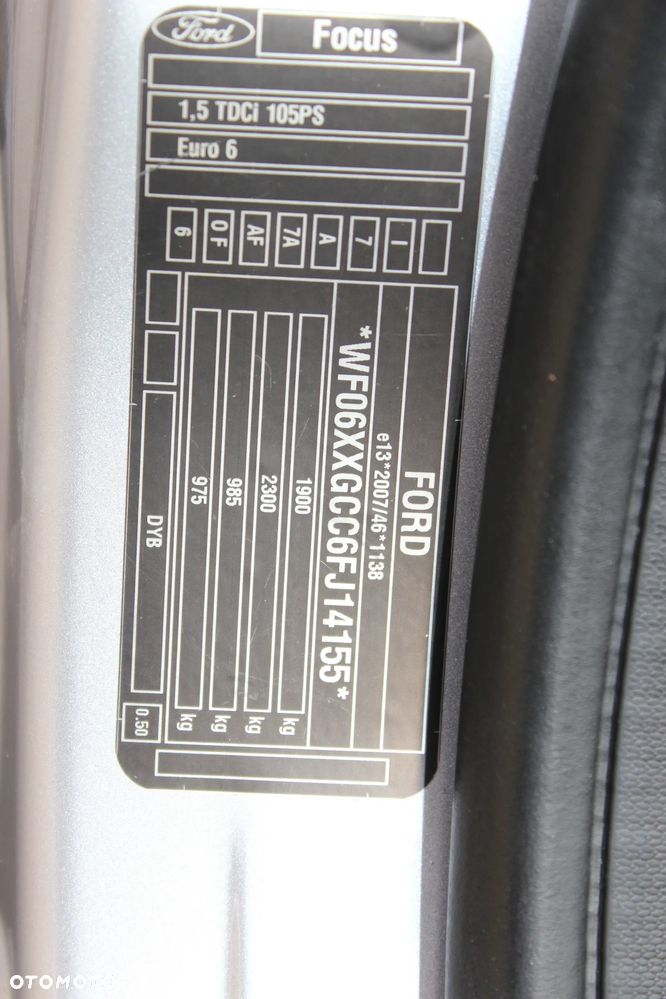 Ford
Focus
1,5 TDCi 105PS
Euro 6
I
7
A
7A
AF
0 F
6
FORD
e13*2007/46*1138
*WF06XXGCC6FJ14155*
1900 kg
2300 kg
985 kg
975 kg
DYB
0.50
OTOMOTO